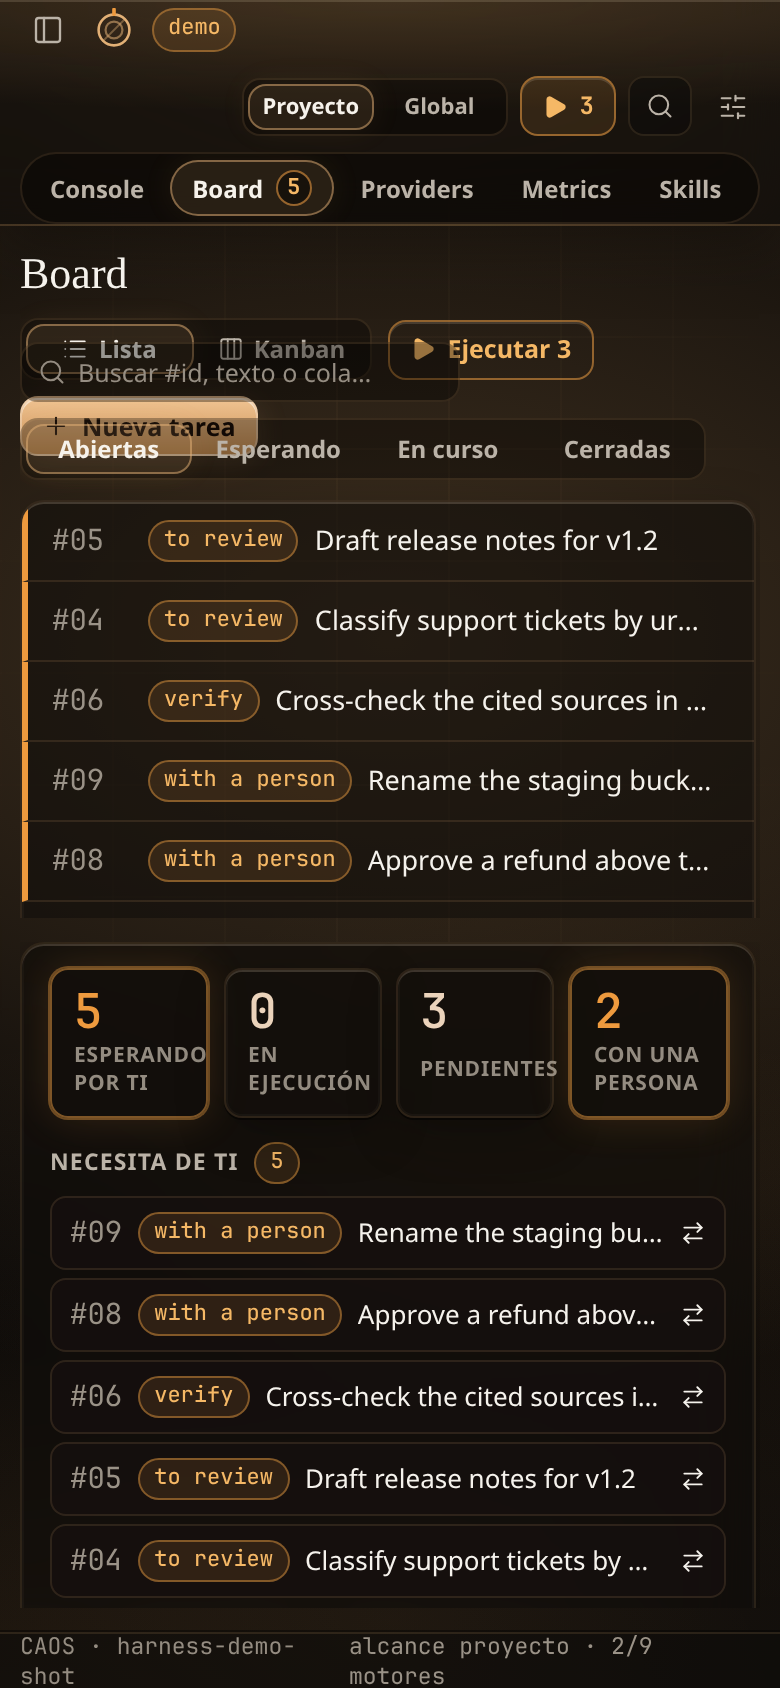 demo
Proyecto Global 3
Console Board 5 Providers Metrics Skills
Board
Lista Kanban Ejecutar 3
Buscar #id, texto o cola...
Nueva tarea
Abiertas Esperando En curso Cerradas
#05 to review Draft release notes for v1.2
#04 to review Classify support tickets by ur...
#06 verify Cross-check the cited sources in ...
#09 with a person Rename the staging buck...
#08 with a person Approve a refund above t...
5 0 3 2
ESPERANDO POR TI
EN EJECUCIÓN
PENDIENTES
CON UNA PERSONA
NECESITA DE TI 5
#09 with a person Rename the staging bu...
#08 with a person Approve a refund abov...
#06 verify Cross-check the cited sources i...
#05 to review Draft release notes for v1.2
#04 to review Classify support tickets by ...
CAOS · harness-demo-shot
alcance proyecto · 2/9 motores